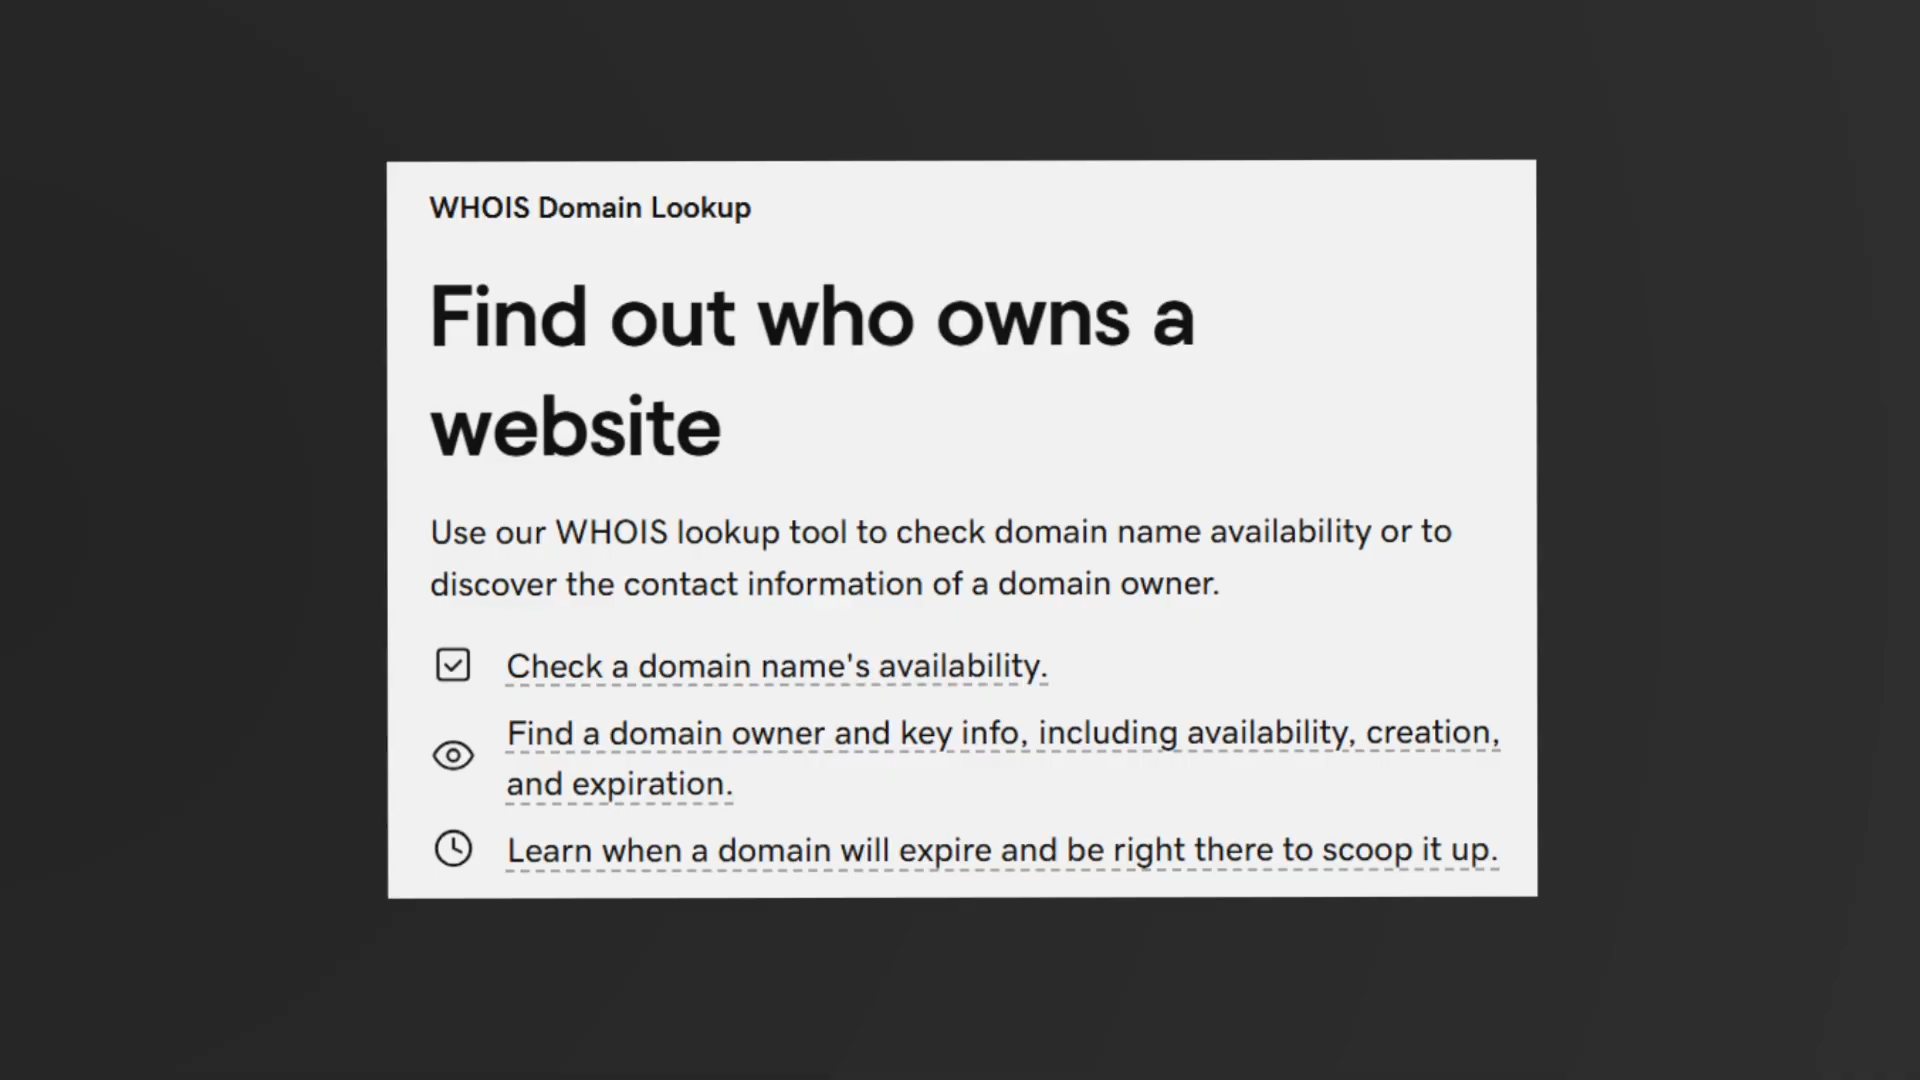 WHOIS Domain Lookup
Find out who owns a
website
Use our WHOIS lookup tool to check domain name availability or to
discover the contact information of a domain owner.
Check a domain name's availability.
Find a domain owner and key info, including availability, creation,
and expiration.
Learn when a domain will expire and be right there to scoop it up.